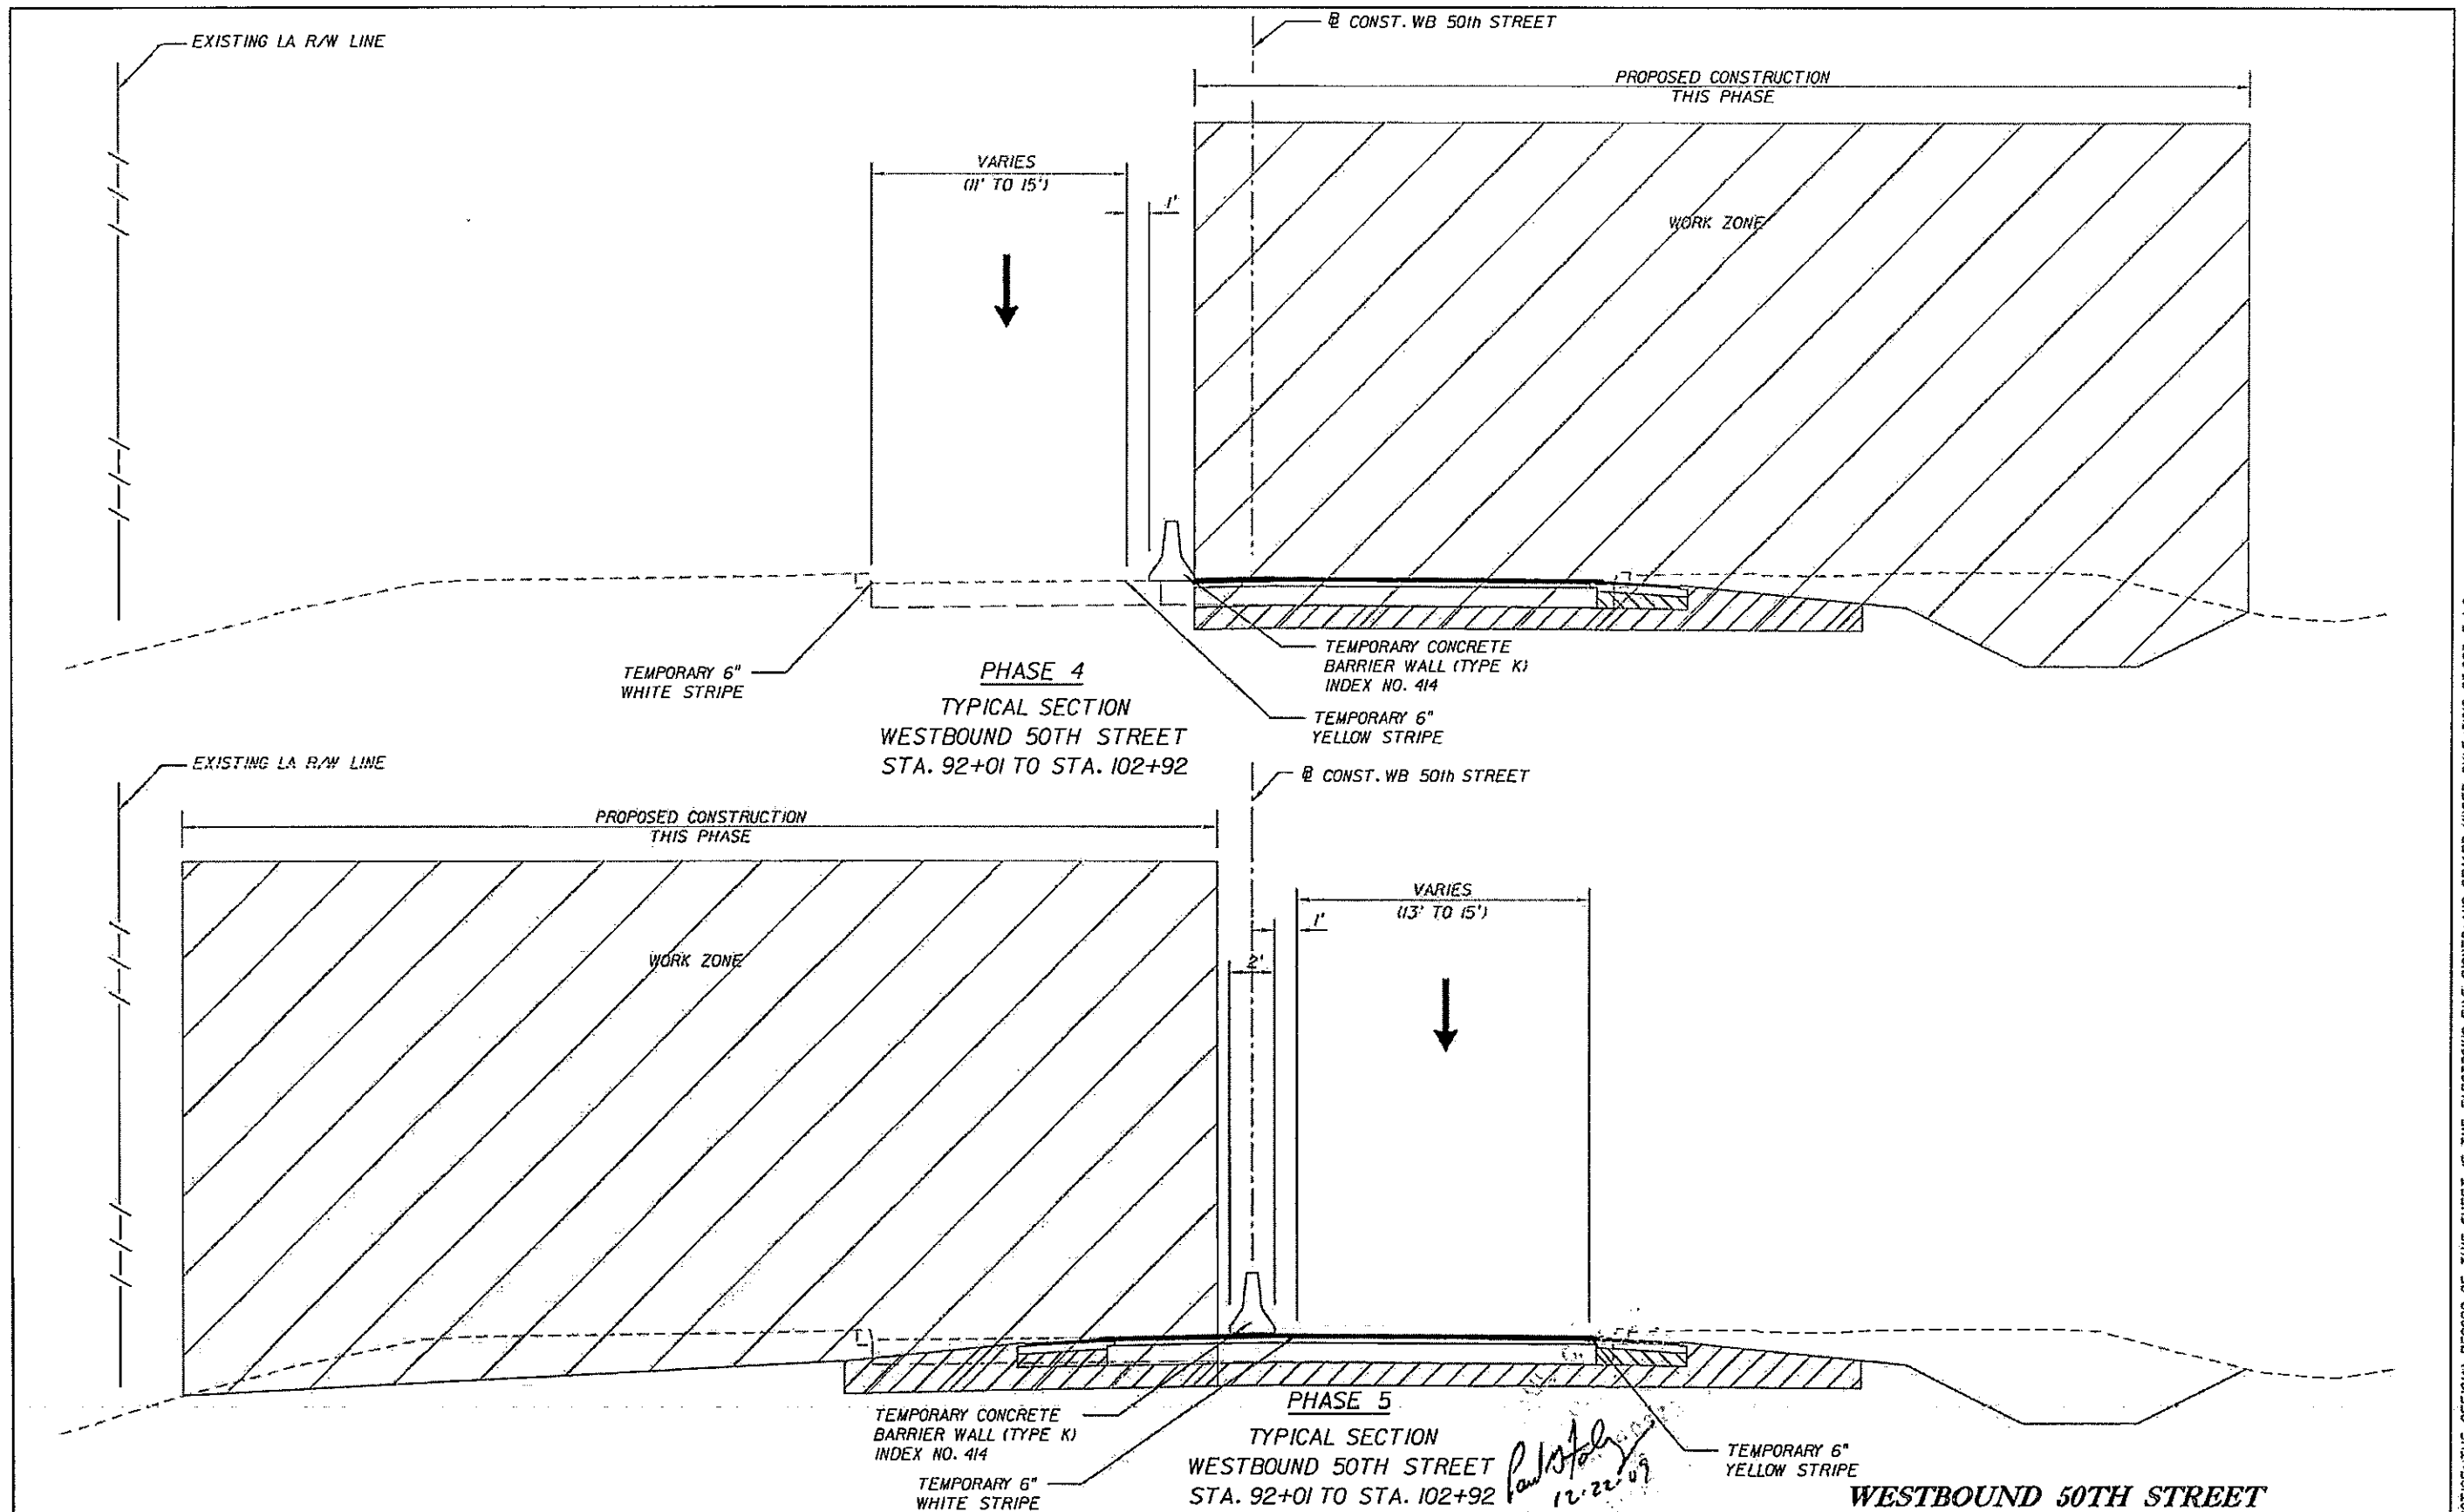 EXISTING LA R/W LINE
℄ CONST. WB 50th STREET
PROPOSED CONSTRUCTION
THIS PHASE
VARIES
(11' TO 15')
1'
WORK ZONE
TEMPORARY 6"
WHITE STRIPE
PHASE 4
TYPICAL SECTION
WESTBOUND 50TH STREET
STA. 92+01 TO STA. 102+92
TEMPORARY CONCRETE
BARRIER WALL (TYPE K)
INDEX NO. 414
TEMPORARY 6"
YELLOW STRIPE
EXISTING LA R/W LINE
℄ CONST. WB 50th STREET
PROPOSED CONSTRUCTION
THIS PHASE
VARIES
(13' TO 15')
1'
2'
WORK ZONE
TEMPORARY CONCRETE
BARRIER WALL (TYPE K)
INDEX NO. 414
TEMPORARY 6"
WHITE STRIPE
PHASE 5
TYPICAL SECTION
WESTBOUND 50TH STREET
STA. 92+01 TO STA. 102+92
12-22-09
TEMPORARY 6"
YELLOW STRIPE
WESTBOUND 50TH STREET